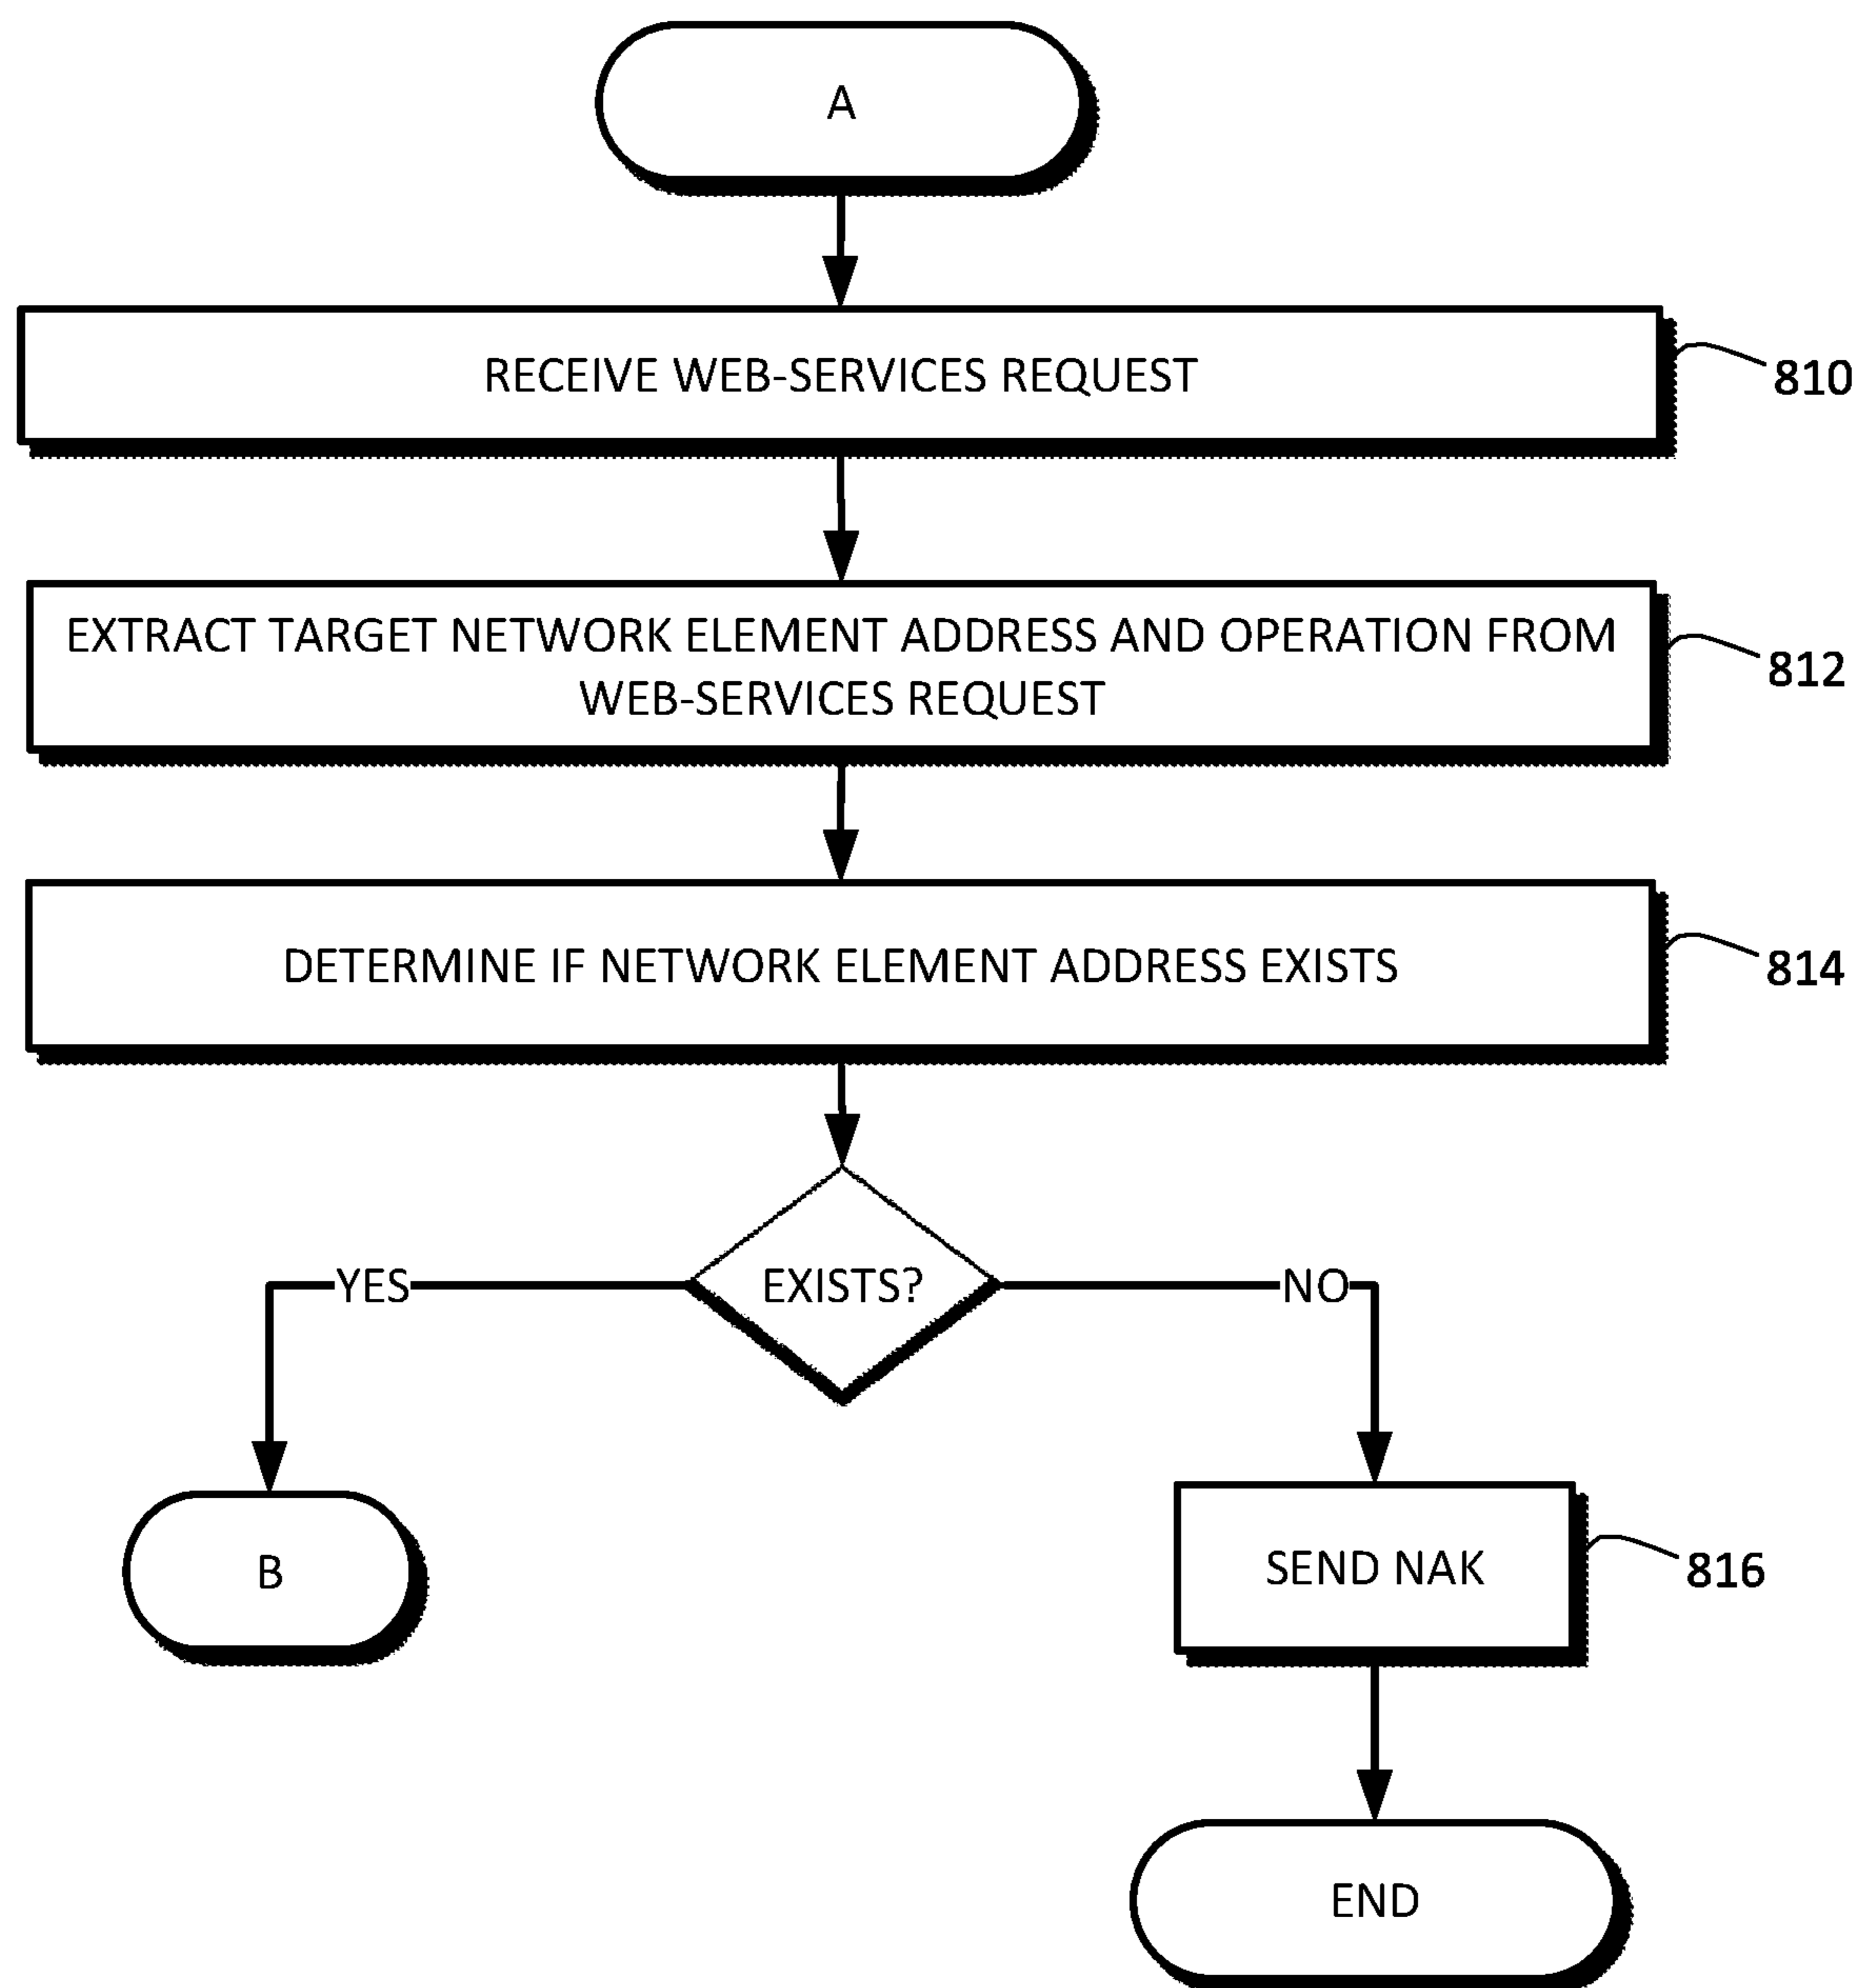 A
RECEIVE WEB-SERVICES REQUEST
810
EXTRACT TARGET NETWORK ELEMENT ADDRESS AND OPERATION FROM
WEB-SERVICES REQUEST
812
DETERMINE IF NETWORK ELEMENT ADDRESS EXISTS
814
YES
EXISTS?
NO
B
SEND NAK
816
END